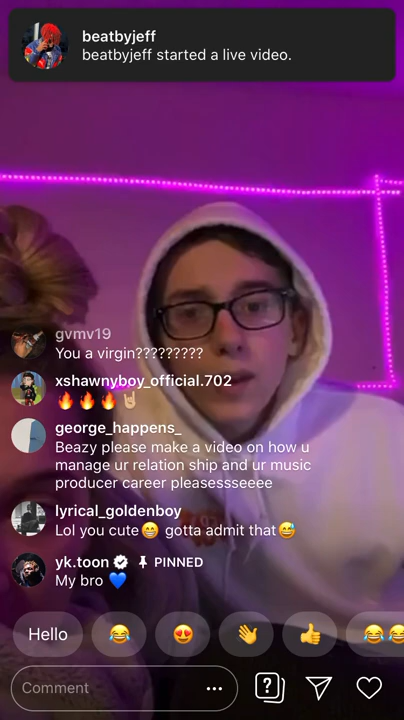 beatbyjeff
beatbyjeff started a live video.
gvmv19
You a virgin?????????
xshawnyboy_official.702
🔥🔥🔥🤘🏼
george_happens_
Beazy please make a video on how u
manage ur relation ship and ur music
producer career pleasessseeee
lyrical_goldenboy
Lol you cute😁 gotta admit that😅
yk.toon PINNED
My bro 💙
Hello 😂 😍 👋 👍 😂😂
Comment